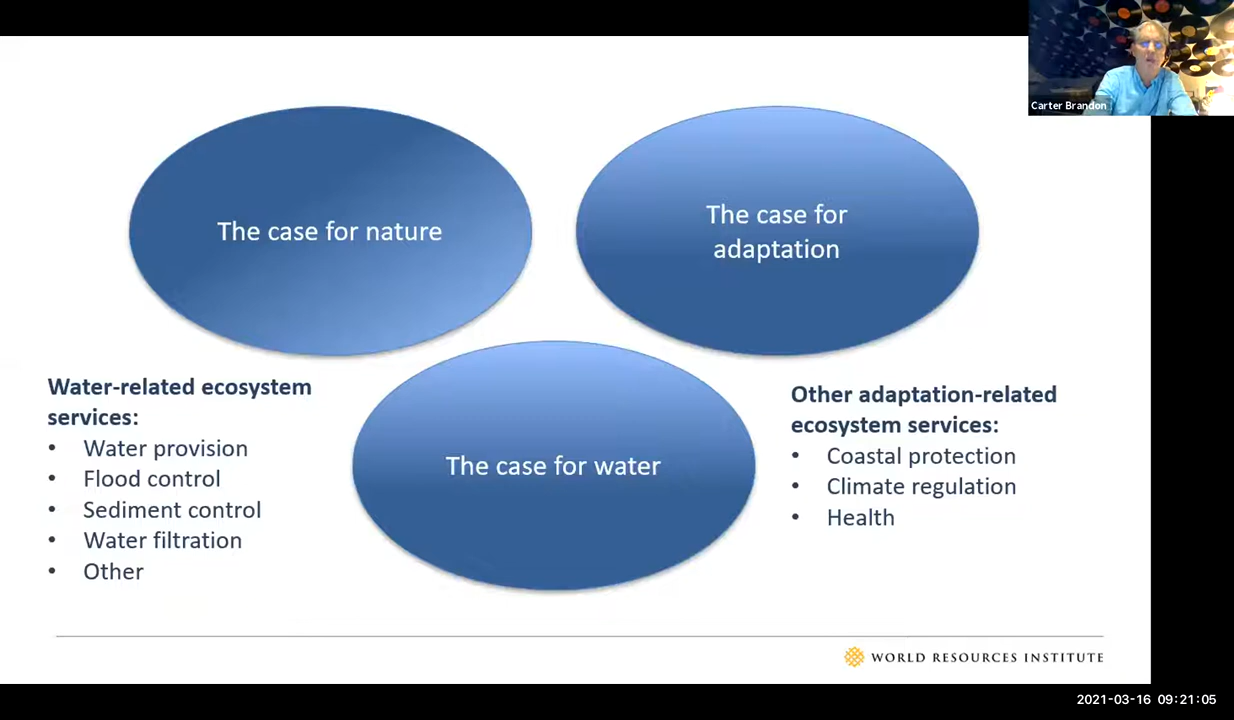 Carter Brandon
The case for nature
The case for
adaptation
Water-related ecosystem
services:
• Water provision
• Flood control
• Sediment control
• Water filtration
• Other
The case for water
Other adaptation-related
ecosystem services:
• Coastal protection
• Climate regulation
• Health
WORLD RESOURCES INSTITUTE
2021-03-16 09:21:05